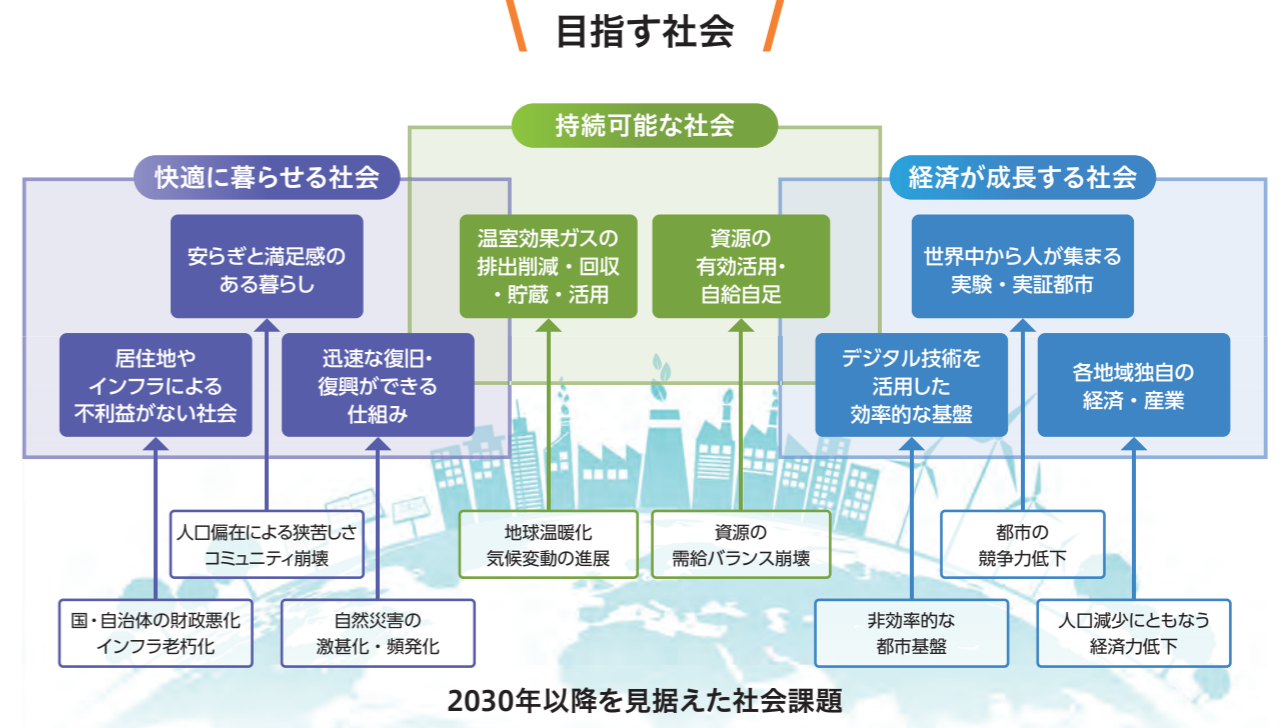 目指す社会
持続可能な社会
快適に暮らせる社会
経済が成長する社会
安らぎと満足感の
ある暮らし
温室効果ガスの
排出削減・回収
・貯蔵・活用
資源の
有効活用・
自給自足
世界中から人が集まる
実験・実証都市
居住地や
インフラによる
不利益がない社会
迅速な復旧・
復興ができる
仕組み
デジタル技術を
活用した
効率的な基盤
各地域独自の
経済・産業
人口偏在による狭苦しさ
コミュニティ崩壊
地球温暖化
気候変動の進展
資源の
需給バランス崩壊
都市の
競争力低下
国・自治体の財政悪化
インフラ老朽化
自然災害の
激基化・頻発化
非効率的な
都市基盤
人口減少にともなう
経済力低下
2030年以降を見据えた社会課題